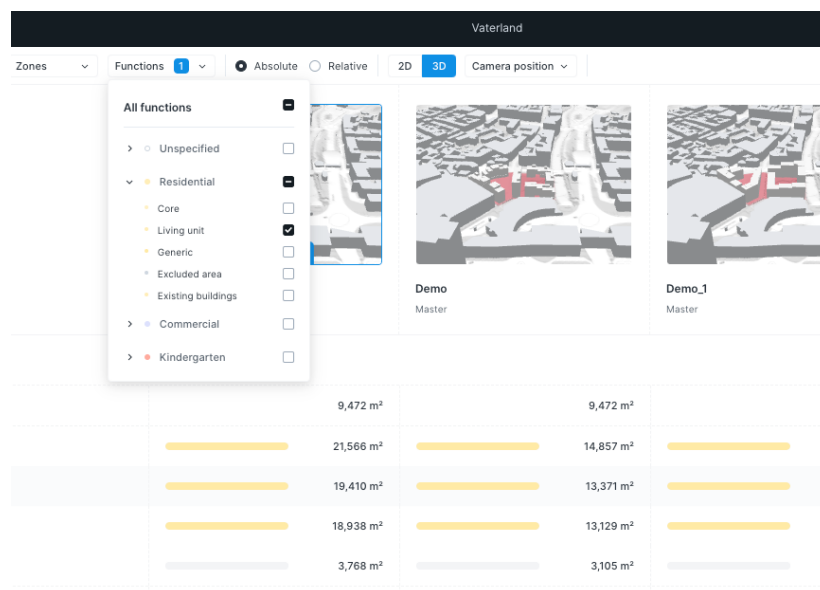 Vaterland
Zones Functions 1 Absolute Relative 2D 3D Camera position
All functions
Unspecified
Residential
Core
Living unit
Generic
Excluded area
Existing buildings
Commercial
Kindergarten
Demo
Master
Demo_1
Master
9,472 m² 9,472 m²
21,566 m² 14,857 m²
19,410 m² 13,371 m²
18,938 m² 13,129 m²
3,768 m² 3,105 m²